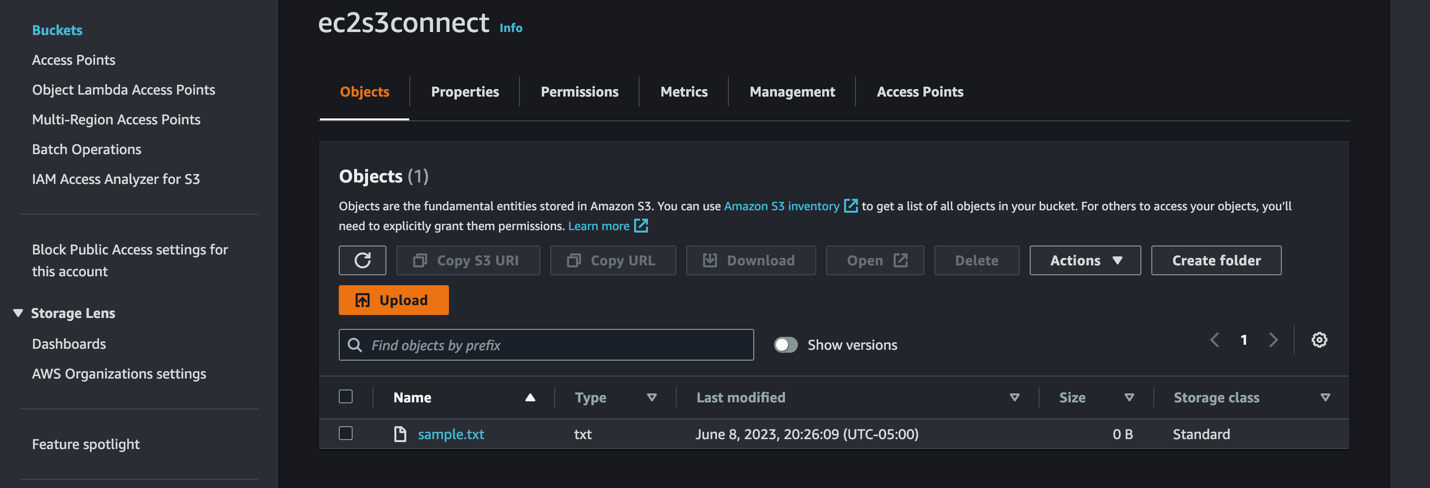 Buckets
Access Points
Object Lambda Access Points
Multi-Region Access Points
Batch Operations
IAM Access Analyzer for S3
Block Public Access settings for
this account
Storage Lens
Dashboards
AWS Organizations settings
Feature spotlight
ec2s3connect Info
Objects Properties Permissions Metrics Management Access Points
Objects (1)
Objects are the fundamental entities stored in Amazon S3. You can use Amazon S3 inventory to get a list of all objects in your bucket. For others to access your objects, you'll
need to explicitly grant them permissions. Learn more
Copy S3 URI Copy URL Download Open Delete Actions Create folder
Upload
Find objects by prefix Show versions 1
Name Type Last modified Size Storage class
sample.txt txt June 8, 2023, 20:26:09 (UTC-05:00) 0 B Standard